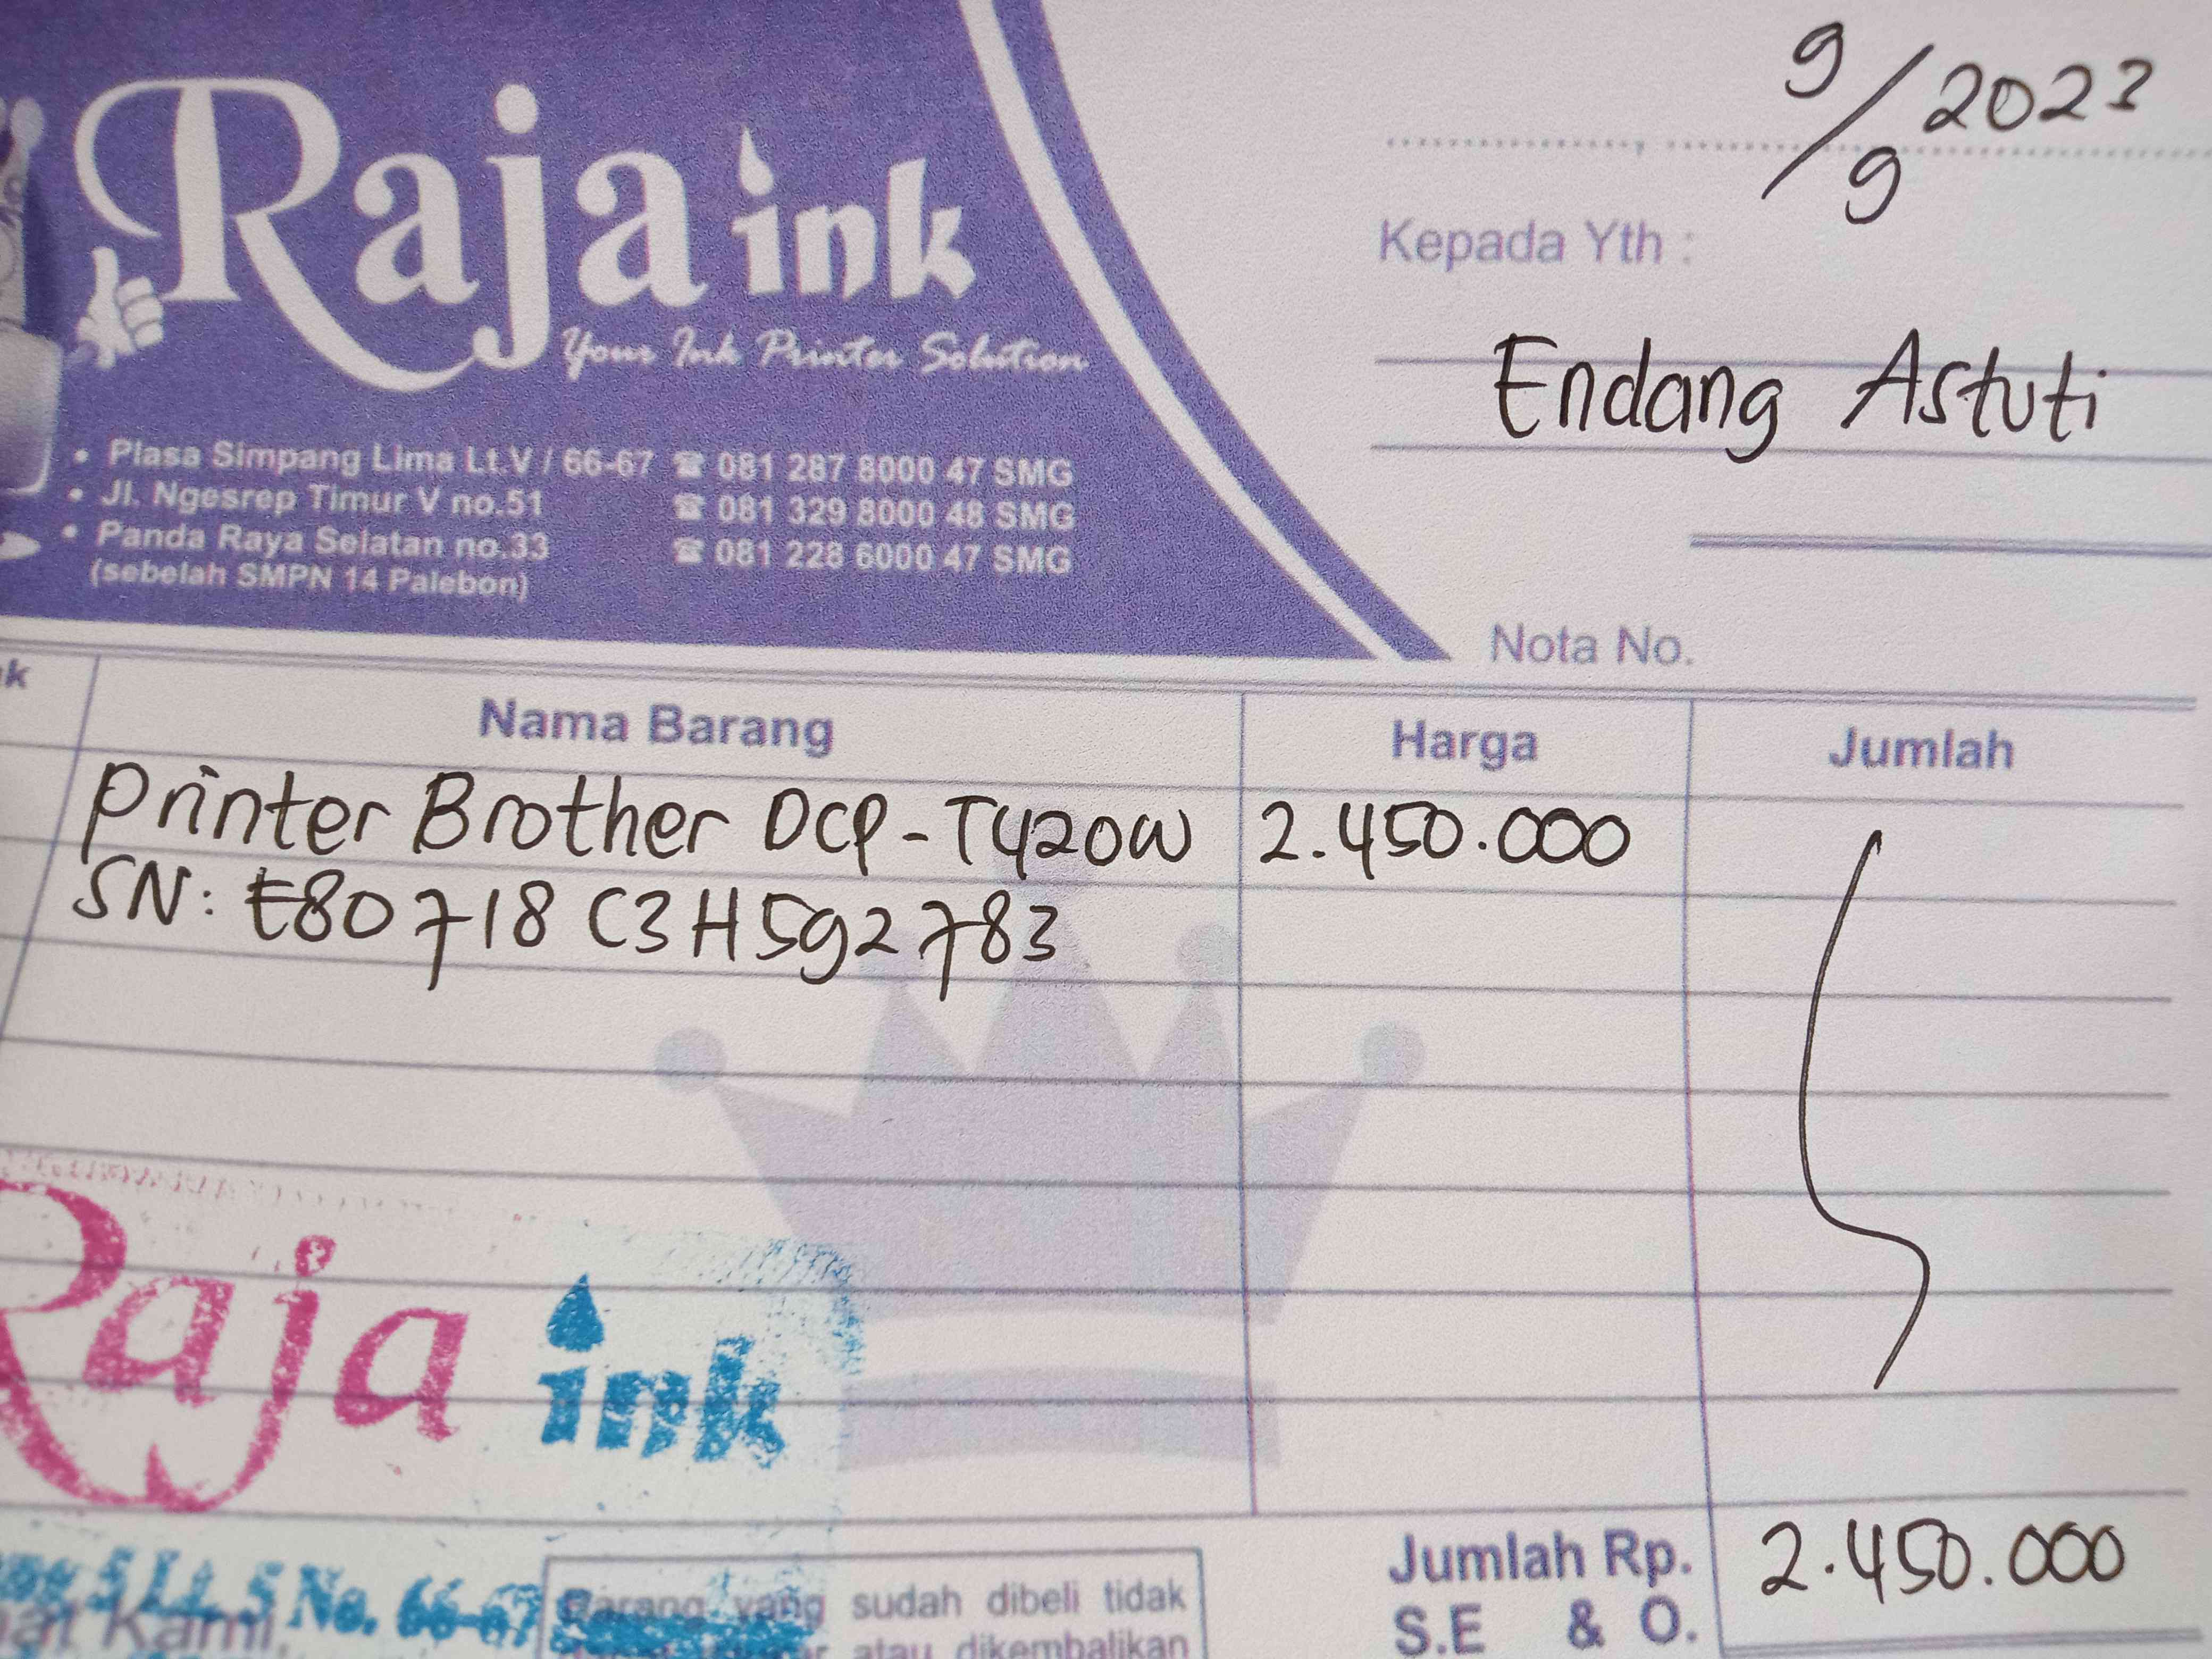 Raja ink
Your Ink Printer Solution
• Plasa Simpang Lima Lt.V / 66-67 ☎ 081 287 8000 47 SMG
• Jl. Ngesrep Timur V no.51 ☎ 081 329 8000 48 SMG
• Panda Raya Selatan no.33 ☎ 081 228 6000 47 SMG
(sebelah SMPN 14 Palebon)
9/9 2023
Kepada Yth :
Endang Astuti
Nota No.
Nama Barang Harga Jumlah
Printer Brother DCP-T420W 2.450.000
SN: E80718C3H592783
Raja ink
No. 66-67
Barang yang sudah dibeli tidak
atau dikembalikan
Jumlah Rp. 2.450.000
S.E & O.